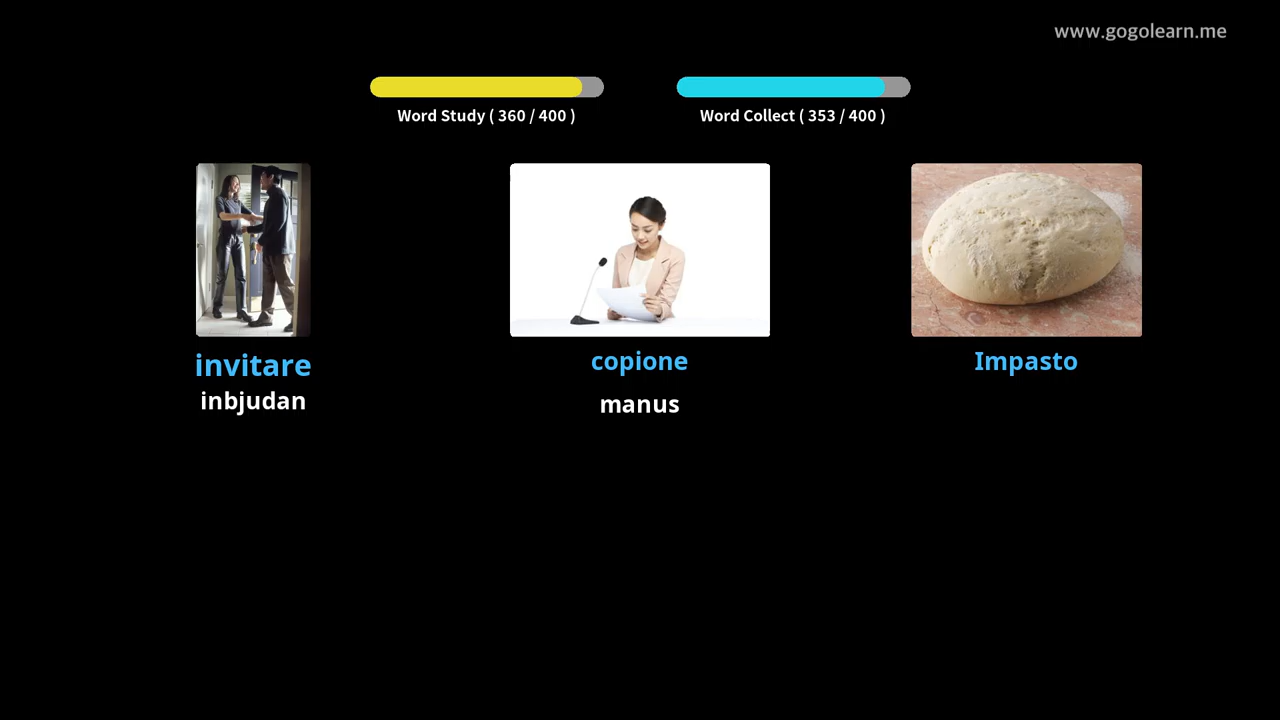 www.gogolearn.me
Word Study ( 360 / 400 )
Word Collect ( 353 / 400 )
invitare
inbjudan
copione
manus
Impasto